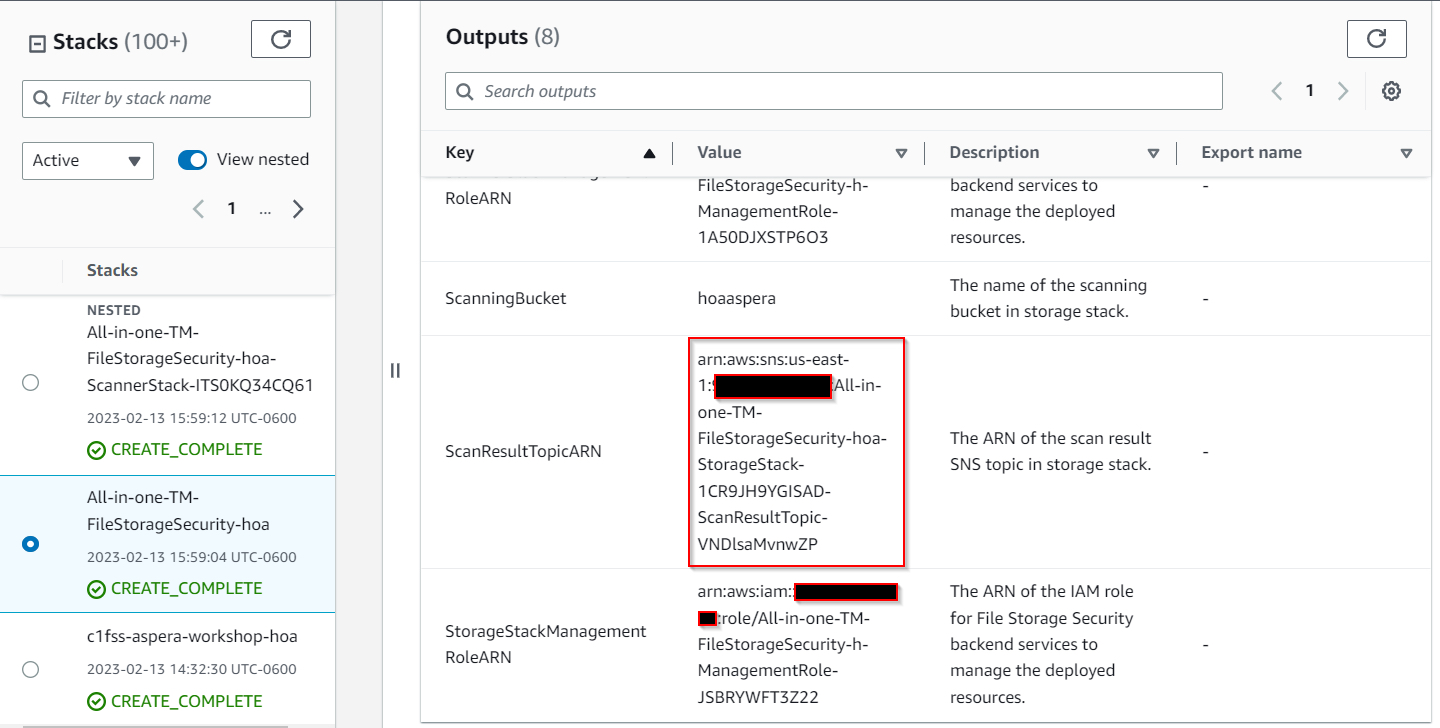 Stacks (100+)
Filter by stack name
Active
View nested
1 ...
Stacks
NESTED
All-in-one-TM-
FileStorageSecurity-hoa-
ScannerStack-ITS0KQ34CQ61
2023-02-13 15:59:12 UTC-0600
CREATE_COMPLETE
All-in-one-TM-
FileStorageSecurity-hoa
2023-02-13 15:59:04 UTC-0600
CREATE_COMPLETE
c1fss-aspera-workshop-hoa
2023-02-13 14:32:30 UTC-0600
CREATE_COMPLETE
Outputs (8)
Search outputs
1
Key
Value
Description
Export name
RoleARN
FileStorageSecurity-h-
ManagementRole-
1A50DJXSTP6O3
backend services to
manage the deployed
resources.
-
ScanningBucket
hoaaspera
The name of the scanning
bucket in storage stack.
-
ScanResultTopicARN
arn:aws:sns:us-east-
1: :All-in-
one-TM-
FileStorageSecurity-hoa-
StorageStack-
1CR9JH9YGISAD-
ScanResultTopic-
VNDlsaMvnwZP
The ARN of the scan result
SNS topic in storage stack.
-
StorageStackManagement
RoleARN
arn:aws:iam::
:role/All-in-one-TM-
FileStorageSecurity-h-
ManagementRole-
JSBRYWFT3Z22
The ARN of the IAM role
for File Storage Security
backend services to
manage the deployed
resources.
-